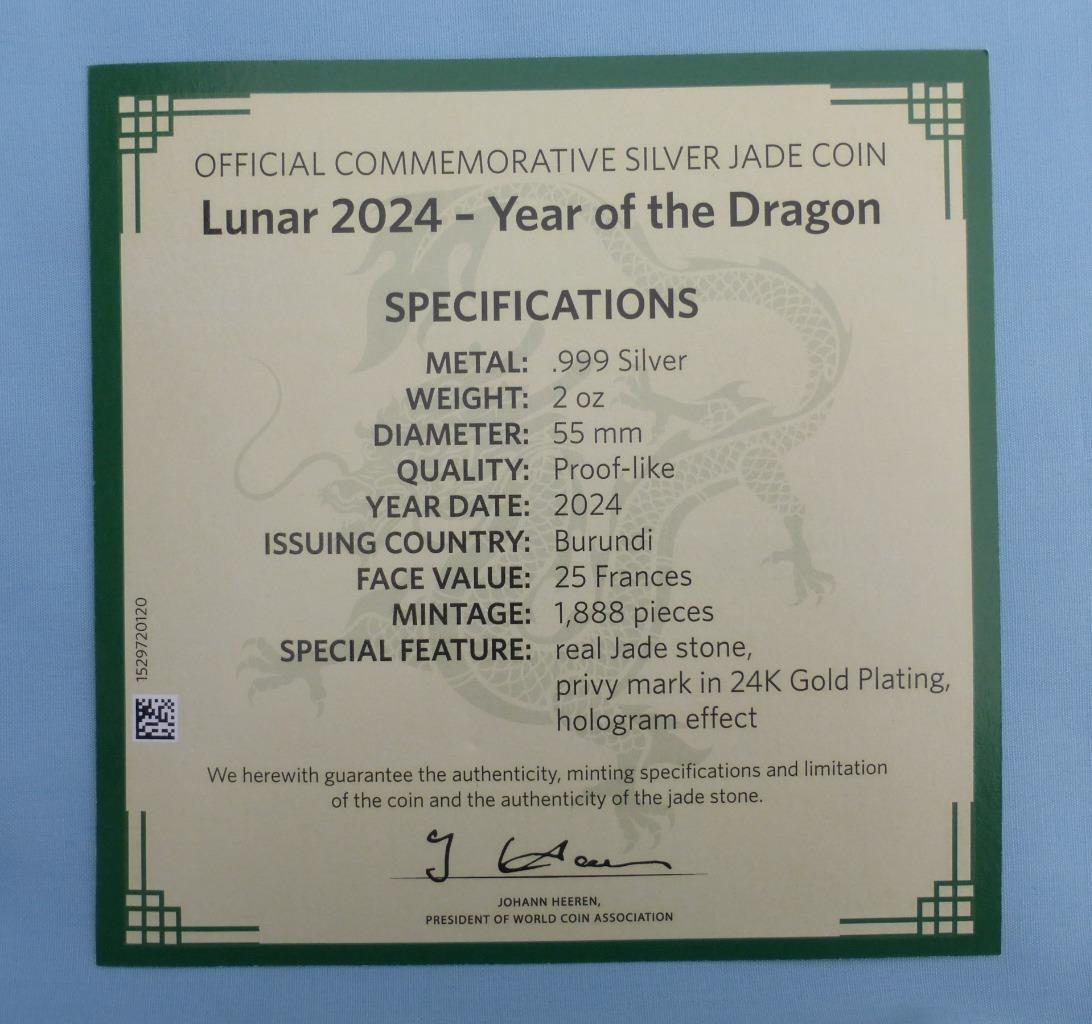 OFFICIAL COMMEMORATIVE SILVER JADE COIN
Lunar 2024 – Year of the Dragon
SPECIFICATIONS
METAL: .999 Silver
WEIGHT: 2 oz
DIAMETER: 55 mm
QUALITY: Proof-like
YEAR DATE: 2024
ISSUING COUNTRY: Burundi
FACE VALUE: 25 Frances
MINTAGE: 1,888 pieces
SPECIAL FEATURE: real Jade stone,
privy mark in 24K Gold Plating,
hologram effect
1529720120
We herewith guarantee the authenticity, minting specifications and limitation
of the coin and the authenticity of the jade stone.
JOHANN HEEREN,
PRESIDENT OF WORLD COIN ASSOCIATION